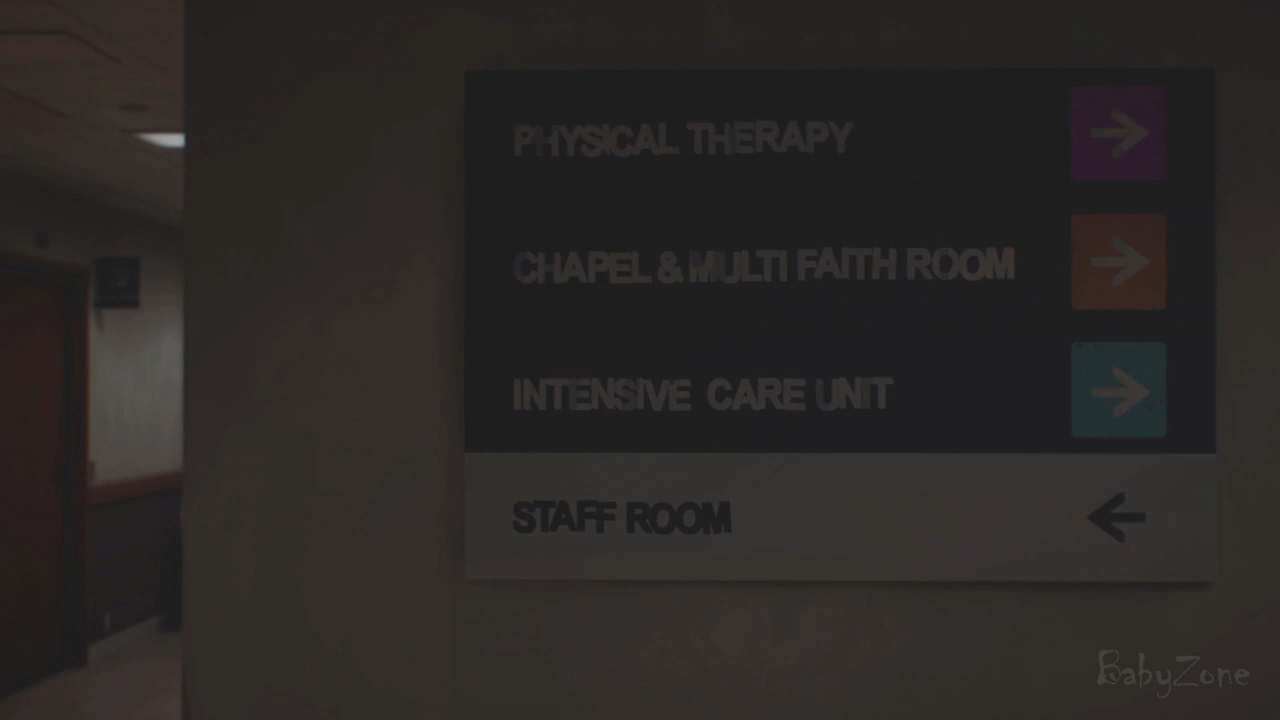 PHYSICAL THERAPY
CHAPEL & MULTI FAITH ROOM
INTENSIVE CARE UNIT
STAFF ROOM
BabyZone